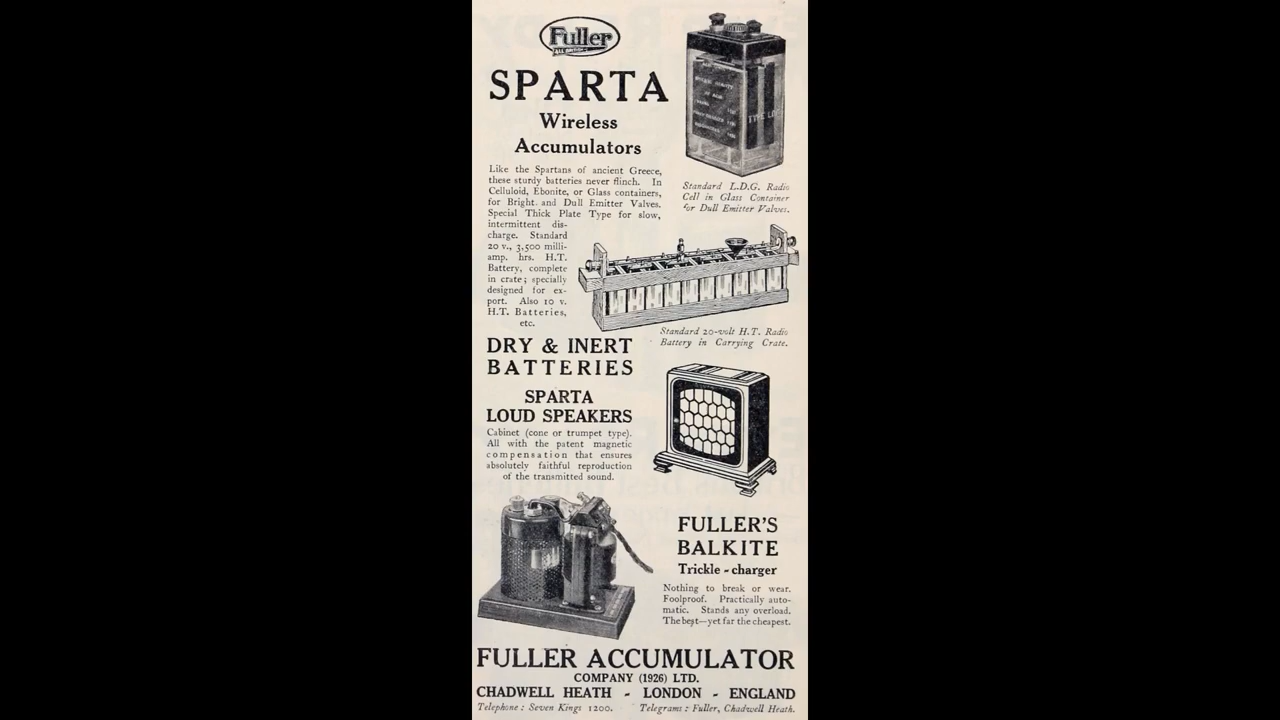 Fuller
SPARTA
Wireless
Accumulators
Like the Spartans of ancient Greece,
these sturdy batteries never flinch. In
Celluloid, Ebonite, or Glass containers,
for Bright and Dull Emitter Valves.
Special Thick Plate Type for slow,
intermittent dis-
charge. Standard
20 v., 3,500 milli-
amp. hrs. H.T.
Battery, complete
in crate; specially
designed for ex-
port. Also 10 v.
H.T. Batteries,
etc.
TYPE LDG
Standard L.D.G. Radio
Cell in Glass Container
for Dull Emitter Valves.
Standard 20-volt H.T. Radio
Battery in Carrying Crate.
DRY & INERT
BATTERIES
SPARTA
LOUD SPEAKERS
Cabinet (cone or trumpet type).
All with the patent magnetic
compensation that ensures
absolutely faithful reproduction
of the transmitted sound.
FULLER'S
BALKITE
Trickle-charger
Nothing to break or wear.
Foolproof. Practically auto-
matic. Stands any overload.
The best—yet far the cheapest.
FULLER ACCUMULATOR
COMPANY (1926) LTD.
CHADWELL HEATH - LONDON - ENGLAND
Telephone: Seven Kings 1200. Telegrams: Fuller, Chadwell Heath.